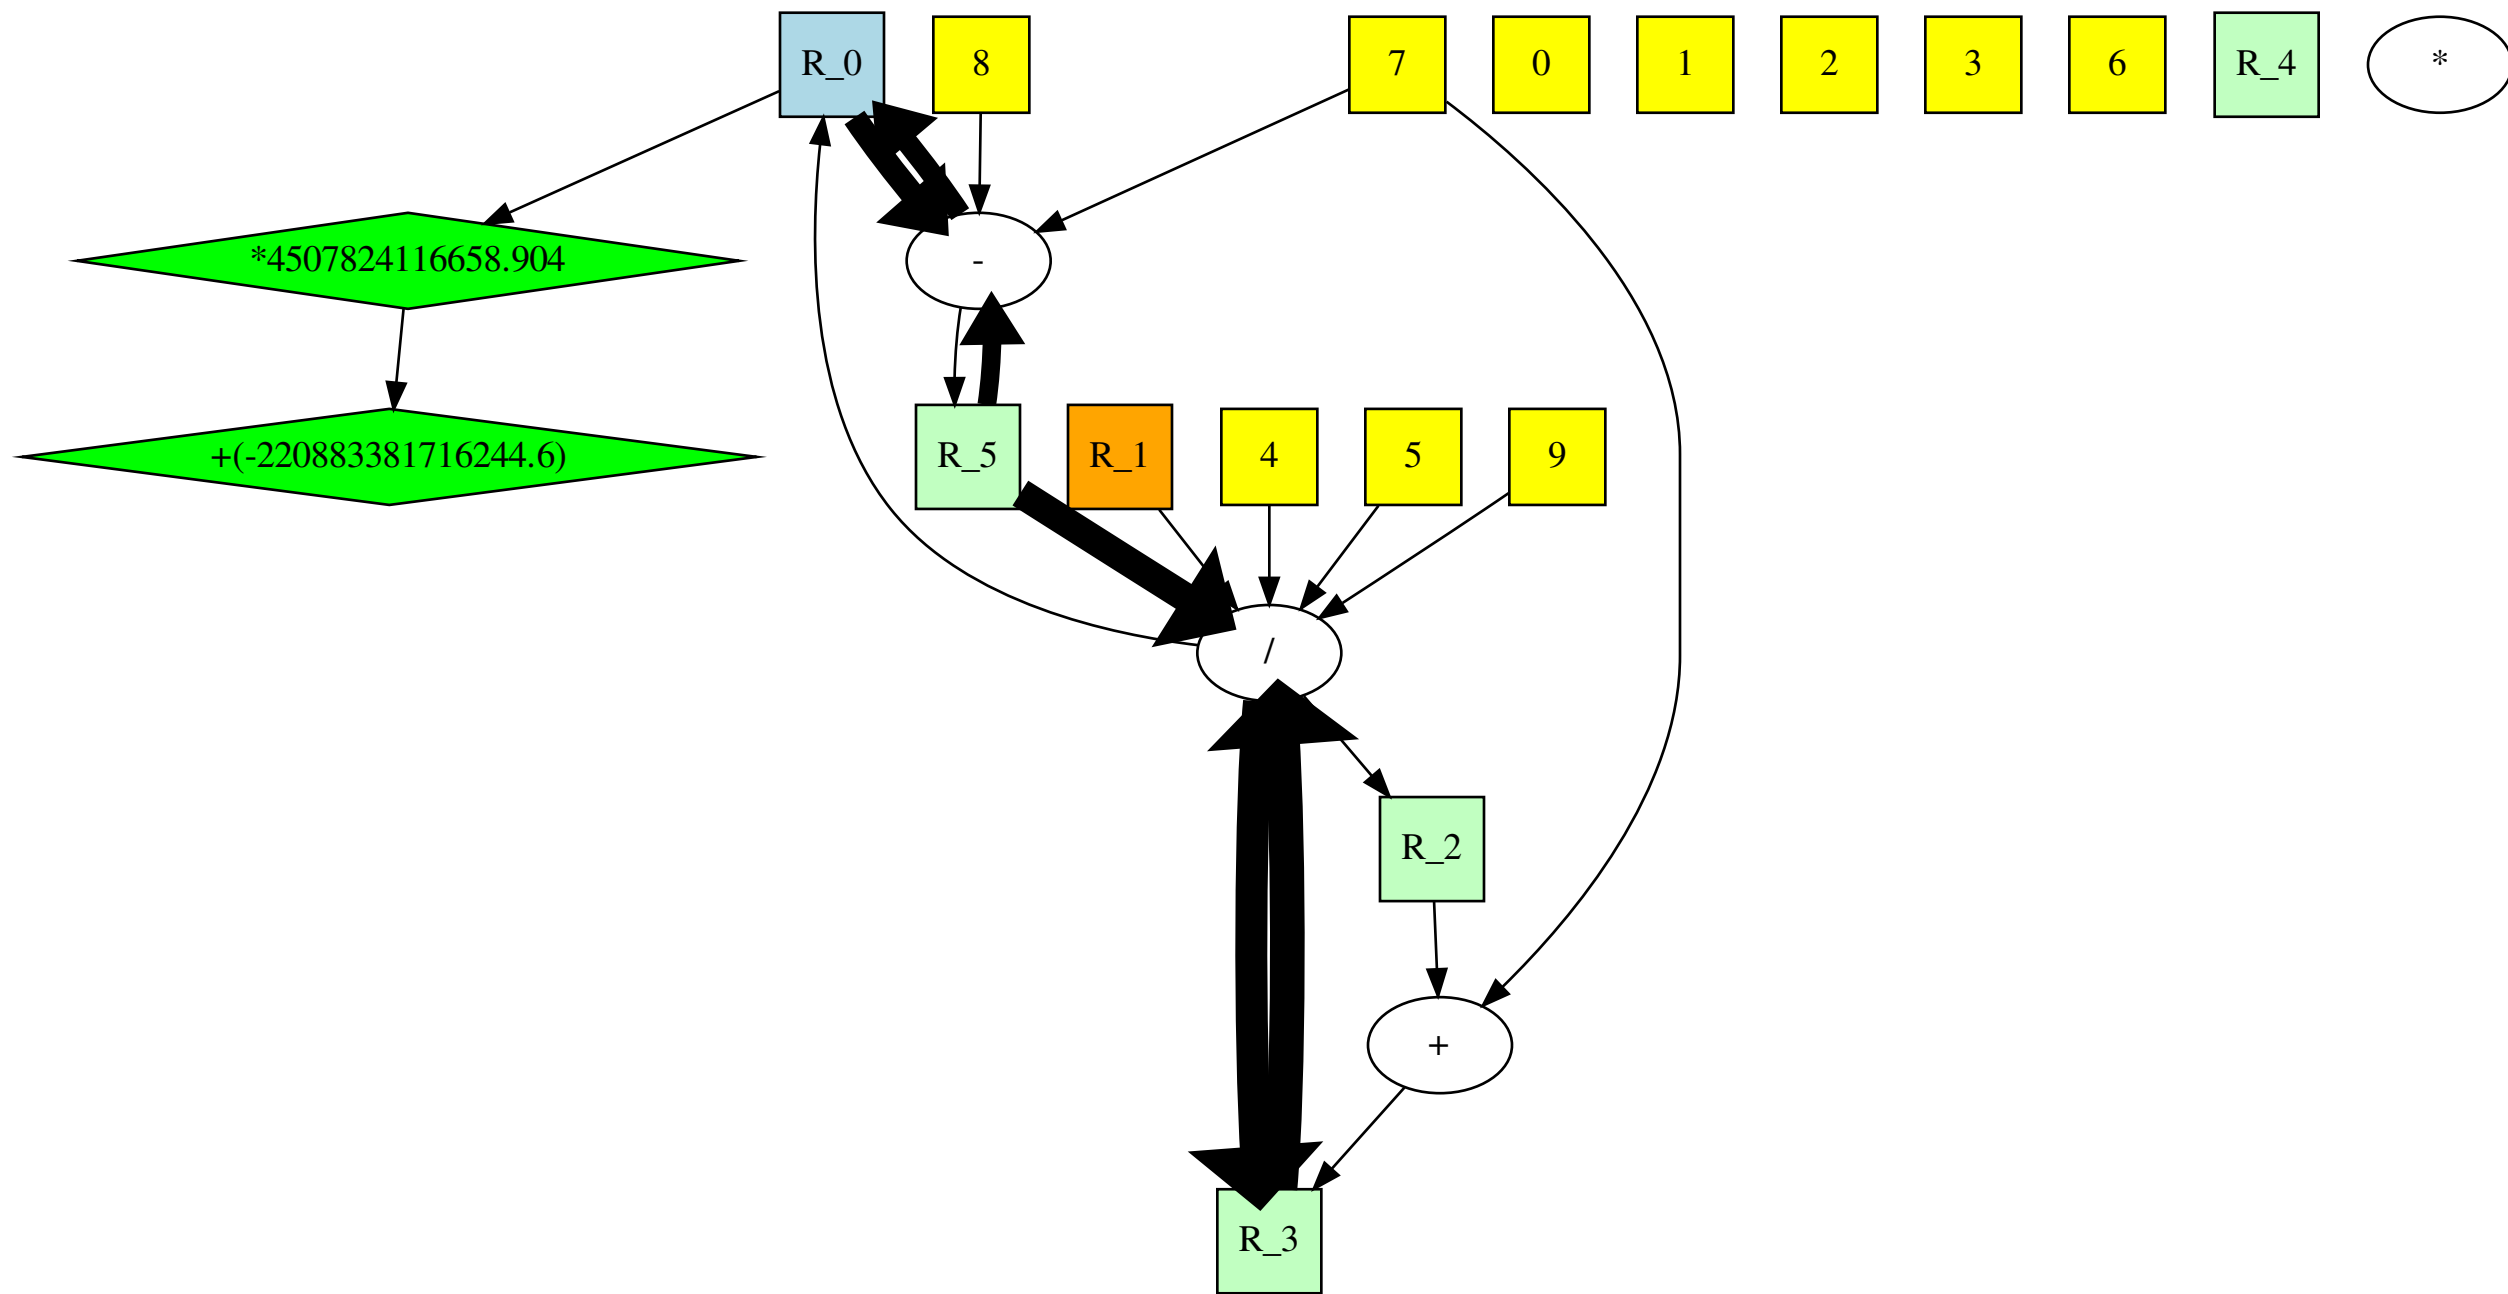 R_0
8
7
0
1
2
3
6
R_4
*
*4507824116658.904
-
+(-220883381716244.6)
R_5
R_1
4
5
9
/
R_2
+
R_3